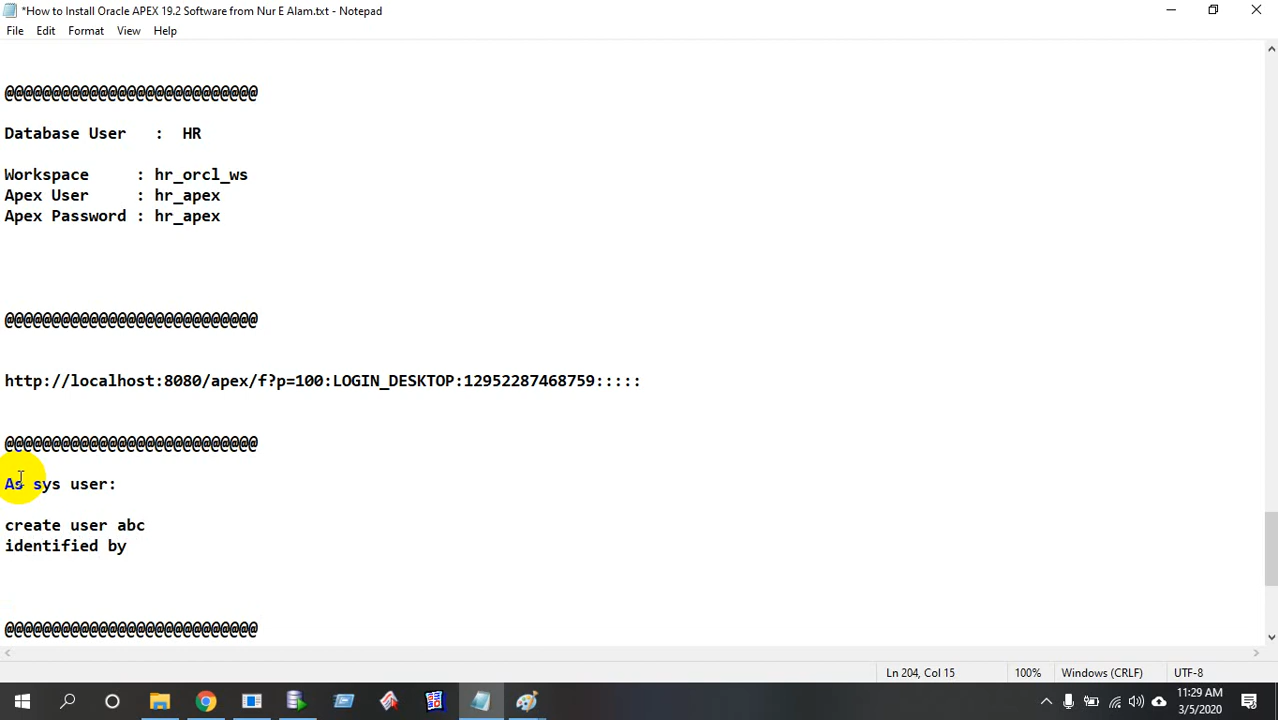 *How to Install Oracle APEX 19.2 Software from Nur E Alam.txt - Notepad
File Edit Format View Help
@@@@@@@@@@@@@@@@@@@@@@@@@@@
Database User : HR
Workspace : hr_orcl_ws
Apex User : hr_apex
Apex Password : hr_apex
@@@@@@@@@@@@@@@@@@@@@@@@@@@
http://localhost:8080/apex/f?p=100:LOGIN_DESKTOP:12952287468759:::::
@@@@@@@@@@@@@@@@@@@@@@@@@@@
As sys user:
create user abc
identified by
@@@@@@@@@@@@@@@@@@@@@@@@@@@
Ln 204, Col 15 100% Windows (CRLF) UTF-8
11:29 AM
3/5/2020